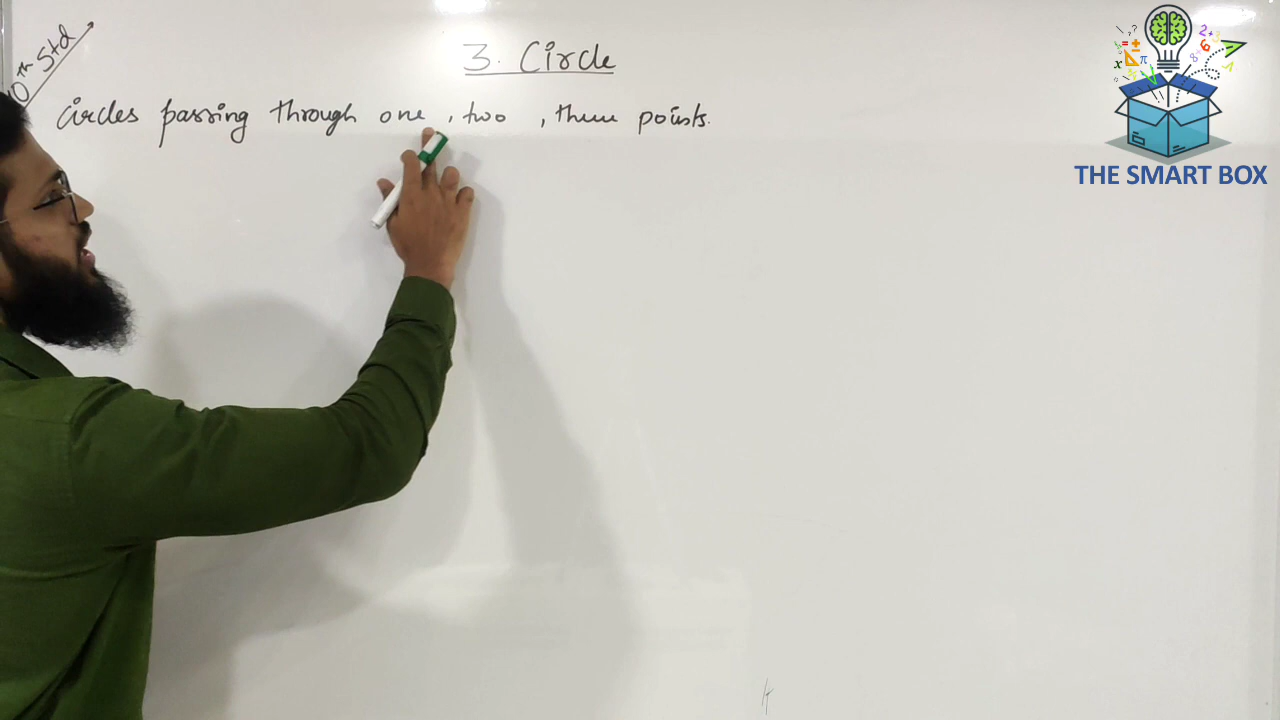 10th Std
3. Circle
Circles passing through one, two, three points.
THE SMART BOX